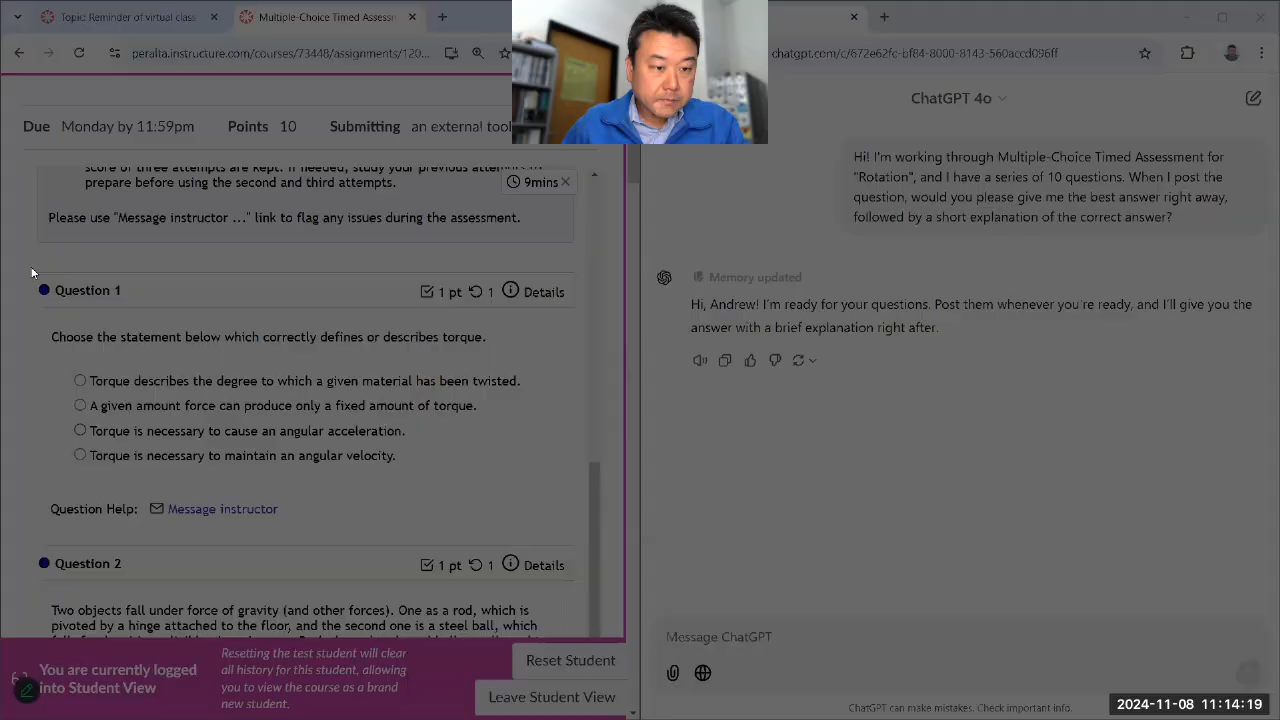 Topic: Reminder of virtual class
Multiple-Choice Timed Assessm
peralta.instructure.com/courses/73448/assignments/120...
chatgpt.com/c/672e62fc-bf84-8000-8143-560accd096ff
Due Monday by 11:59pm Points 10 Submitting an external tool
score of three attempts are kept. If needed, study your previous attempts to
prepare before using the second and third attempts.
9mins
Please use "Message instructor ..." link to flag any issues during the assessment.
Question 1
1 pt 1 Details
Choose the statement below which correctly defines or describes torque.
Torque describes the degree to which a given material has been twisted.
A given amount force can produce only a fixed amount of torque.
Torque is necessary to cause an angular acceleration.
Torque is necessary to maintain an angular velocity.
Question Help: Message instructor
Question 2
1 pt 1 Details
Two objects fall under force of gravity (and other forces). One as a rod, which is
pivoted by a hinge attached to the floor, and the second one is a steel ball, which
You are currently logged
into Student View
Resetting the test student will clear
all history for this student, allowing
you to view the course as a brand
new student.
Reset Student
Leave Student View
ChatGPT 4o
Hi! I'm working through Multiple-Choice Timed Assessment for
"Rotation", and I have a series of 10 questions. When I post the
question, would you please give me the best answer right away,
followed by a short explanation of the correct answer?
Memory updated
Hi, Andrew! I'm ready for your questions. Post them whenever you're ready, and I'll give you the
answer with a brief explanation right after.
Message ChatGPT
ChatGPT can make mistakes. Check important info.
2024-11-08 11:14:19